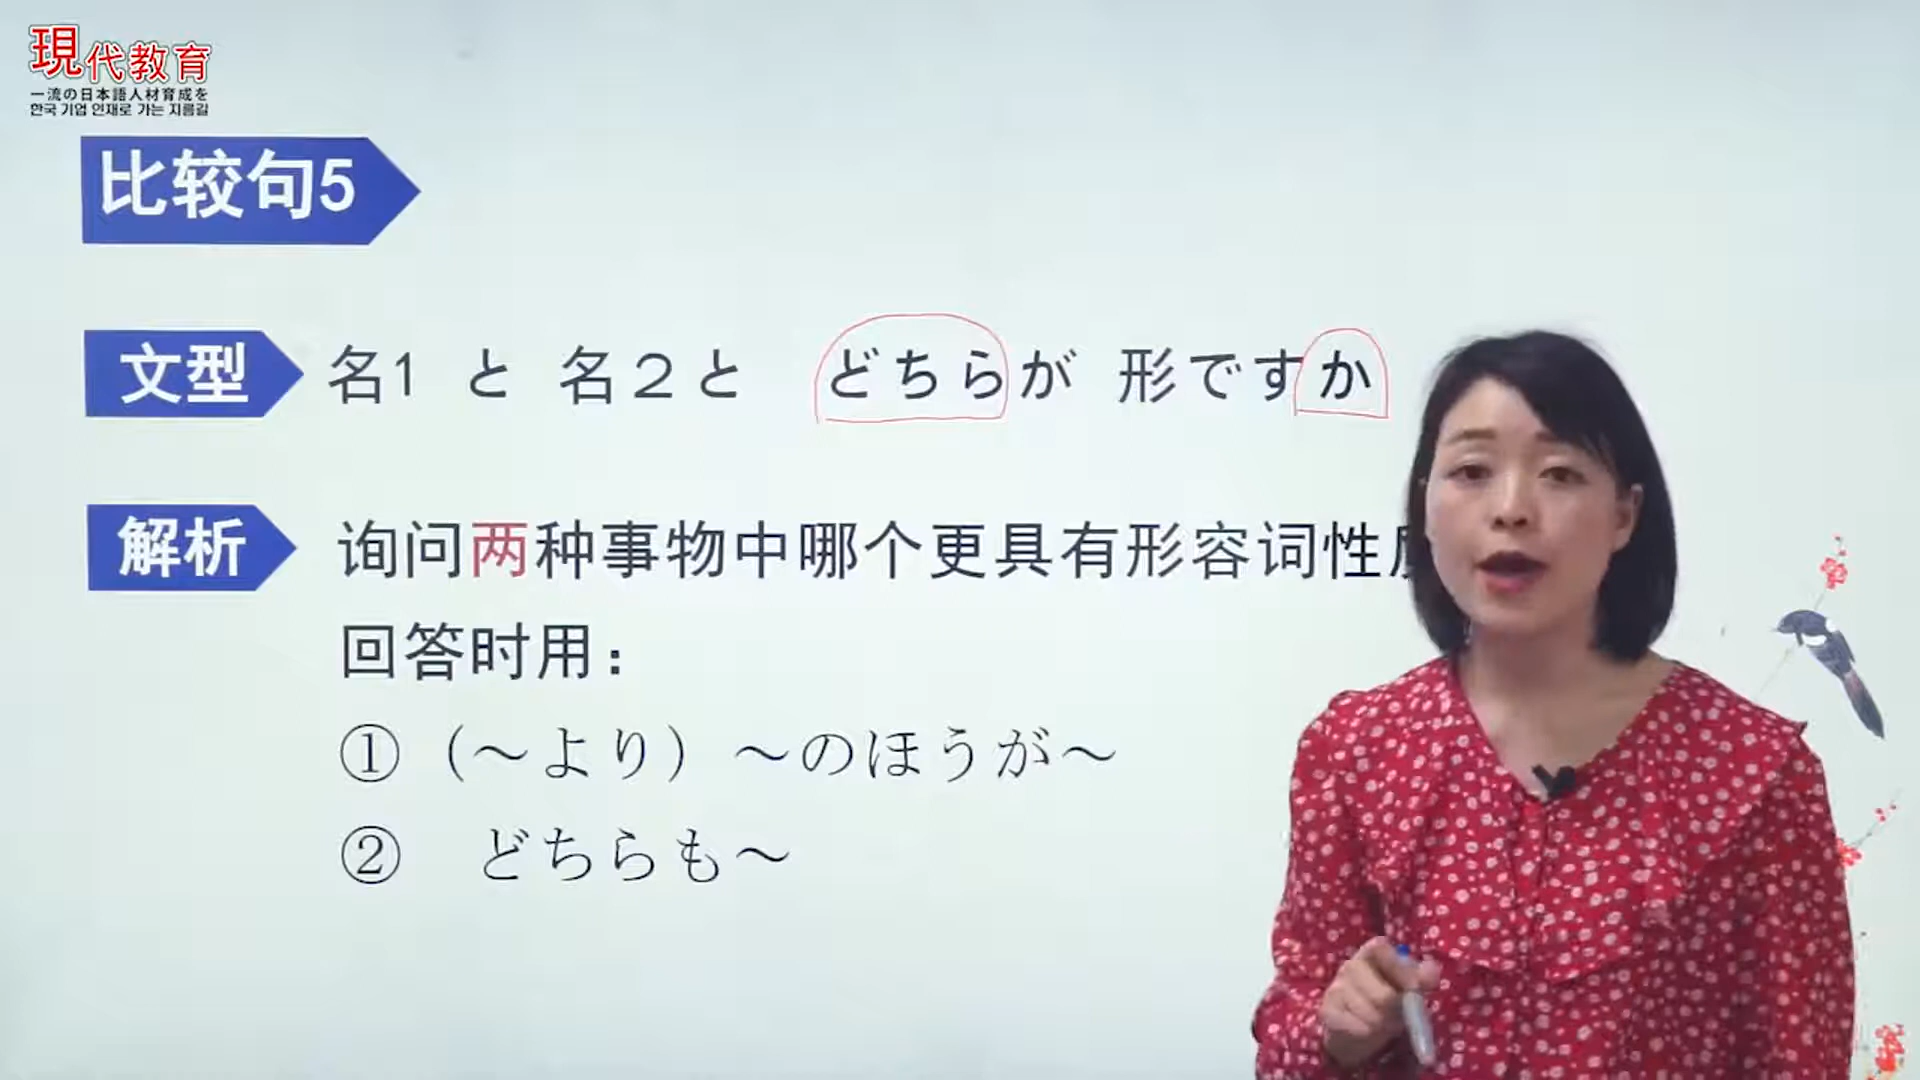 現代教育
一流の日本語人材育成を
한국 기업 인재로 가는 지름길
比较句5
文型 名1 と 名2と どちらが 形ですか
解析 询问两种事物中哪个更具有形容词性
回答时用：
①（～より）～のほうが～
② どちらも～